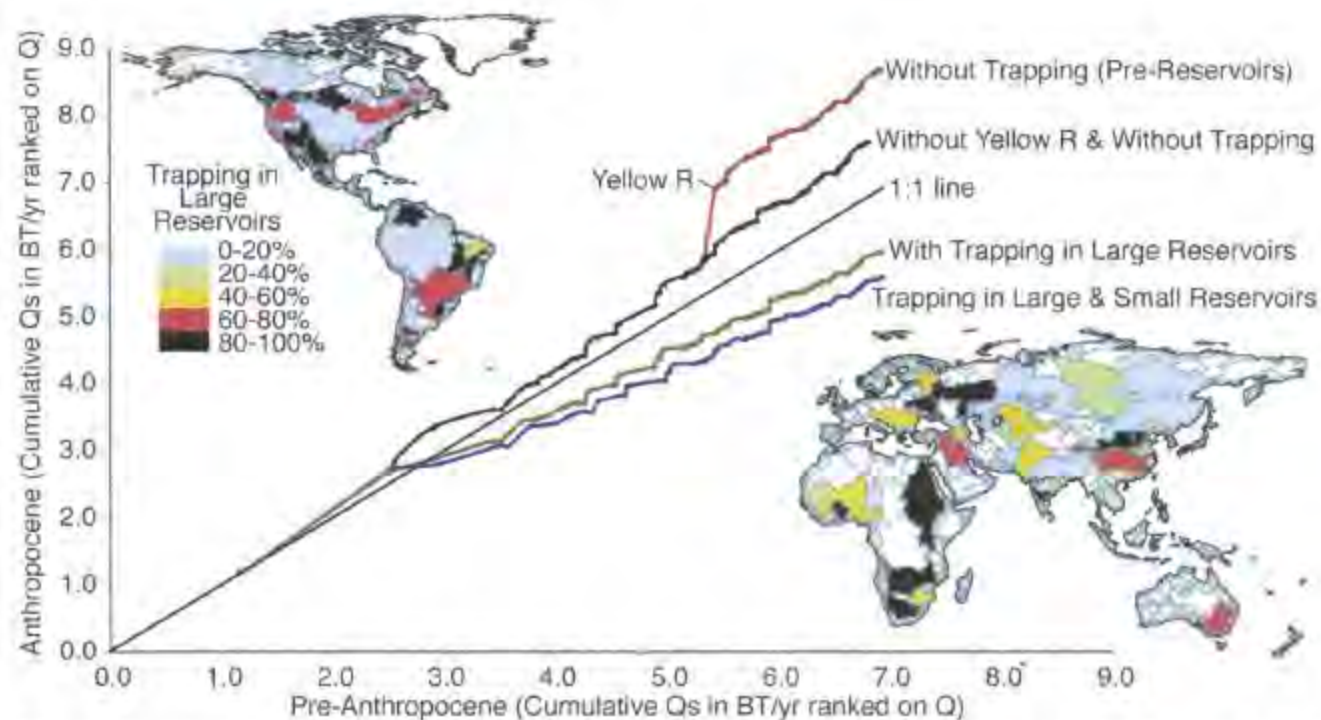 Anthropocene (Cumulative Qs in BT/yr ranked on Q)
9.0
8.0
7.0
6.0
5.0
4.0
3.0
2.0
1.0
0.0
Trapping in
Large
Reservoirs
0-20%
20-40%
40-60%
60-80%
80-100%
Without Trapping (Pre-Reservoirs)
Without Yellow R & Without Trapping
Yellow R
1:1 line
With Trapping in Large Reservoirs
Trapping in Large & Small Reservoirs
0.0 1.0 2.0 3.0 4.0 5.0 6.0 7.0 8.0 9.0
Pre-Anthropocene (Cumulative Qs in BT/yr ranked on Q)